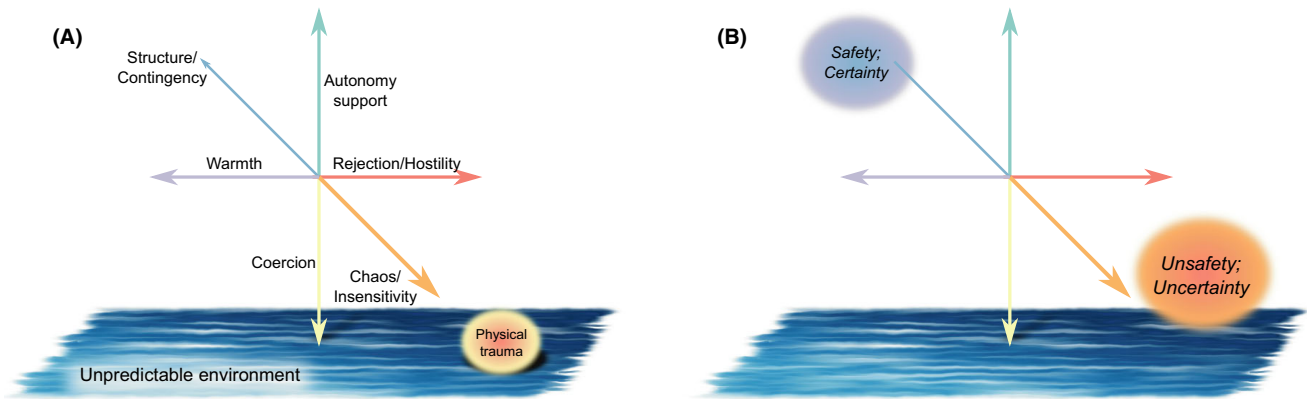 (A)
Structure/
Contingency
Autonomy
support
Warmth
Rejection/Hostility
Coercion
Chaos/
Insensitivity
Physical
trauma
Unpredictable environment
(B)
Safety;
Certainty
Unsafety;
Uncertainty